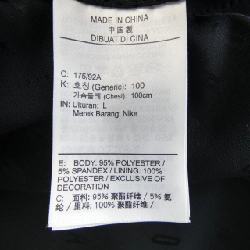 MADE IN CHINA
中国製
DIBUAT DI CHINA
C: 175/92A
K: 호칭 (Generic): 100
가슴둘레 (Chest): 100cm
IN: Ukuran: L
Merek Barang: Nike
E: BODY: 95% POLYESTER /
5% SPANDEX / LINING: 100%
POLYESTER / EXCLUSIVE OF
DECORATION
C: 面料: 95% 聚酯纤维 / 5% 氨
纶 / 里料: 100% 聚酯纤维 /